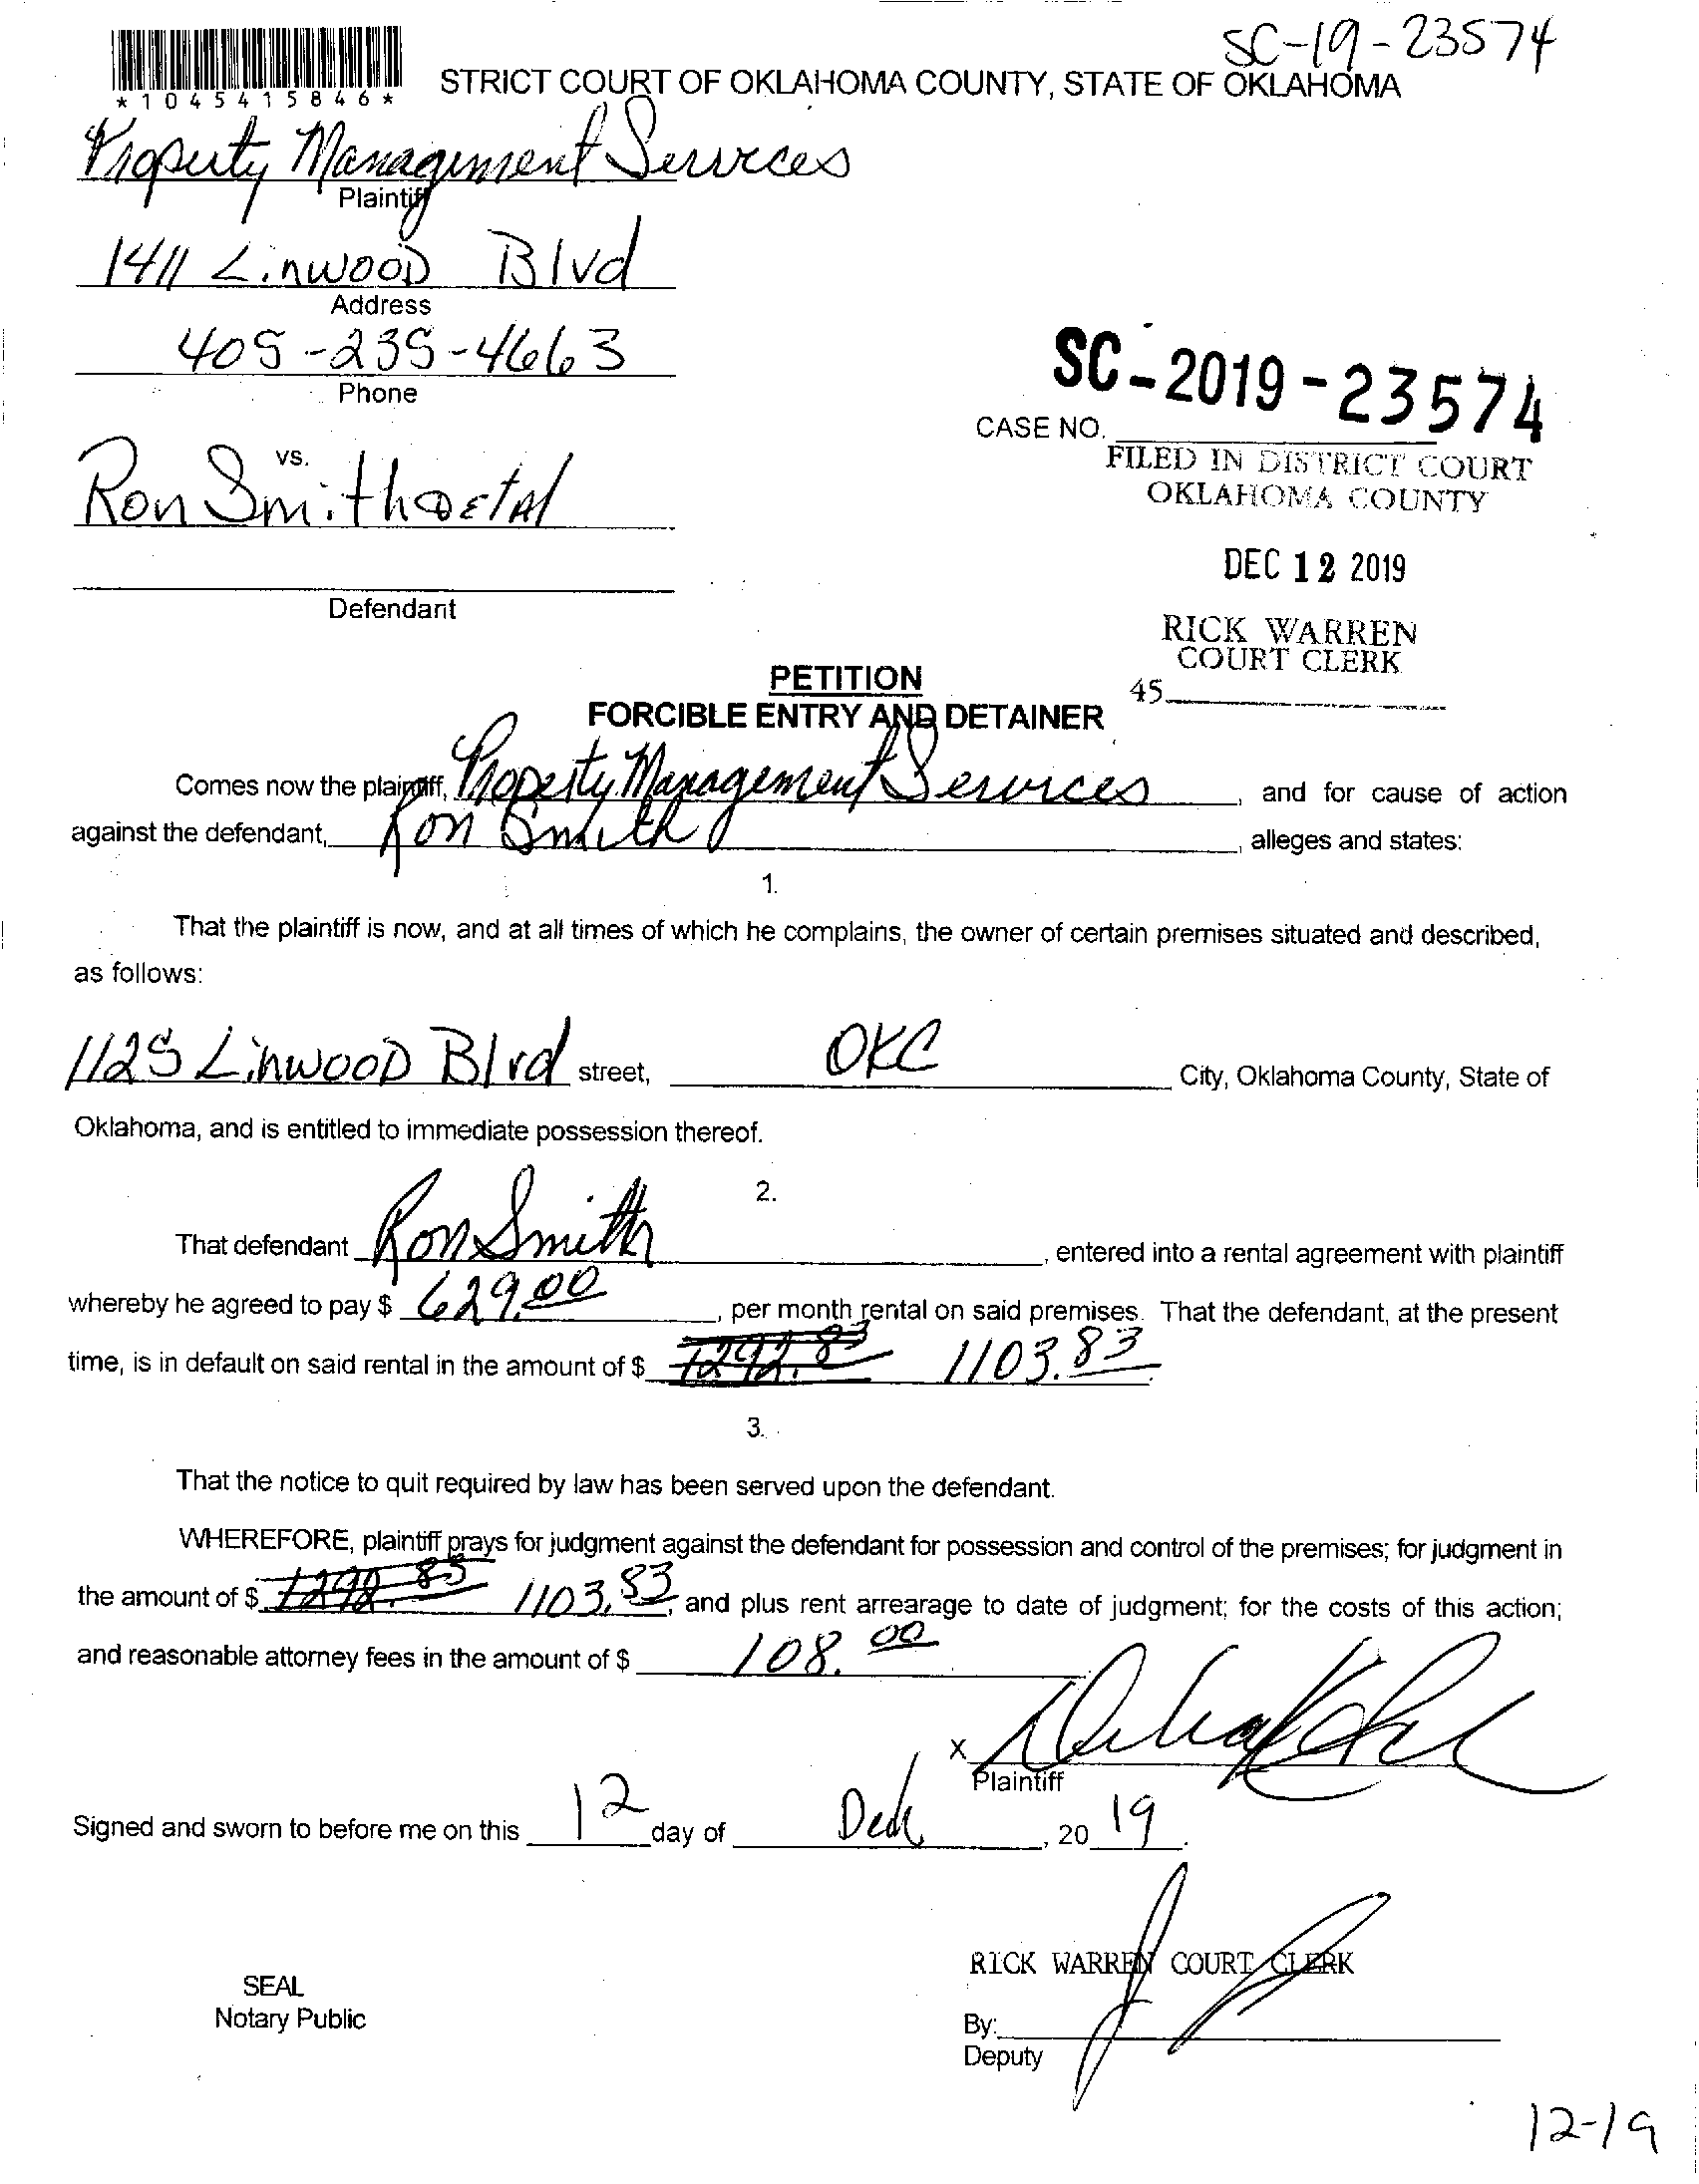 SC-19-23574
*1045415846*
STRICT COURT OF OKLAHOMA COUNTY, STATE OF OKLAHOMA
Property Management Services
Plaintiff
1411 Linwood Blvd
Address
405-235-4663
Phone
SC-2019-23574
CASE NO.
vs.
Ron Smith et al
FILED IN DISTRICT COURT
OKLAHOMA COUNTY
DEC 12 2019
Defendant
RICK WARREN
COURT CLERK
45
PETITION
FORCIBLE ENTRY AND DETAINER
Comes now the plaintiff, Property Management Services, and for cause of action
against the defendant, Ron Smith, alleges and states:
1.
That the plaintiff is now, and at all times of which he complains, the owner of certain premises situated and described,
as follows:
1125 Linwood Blvd street, OKC City, Oklahoma County, State of
Oklahoma, and is entitled to immediate possession thereof.
2.
That defendant Ron Smith, entered into a rental agreement with plaintiff
whereby he agreed to pay $ 629.00, per month rental on said premises. That the defendant, at the present
time, is in default on said rental in the amount of $ 1103.83.
3.
That the notice to quit required by law has been served upon the defendant.
WHEREFORE, plaintiff prays for judgment against the defendant for possession and control of the premises; for judgment in
the amount of $ 1103.83, and plus rent arrearage to date of judgment; for the costs of this action;
and reasonable attorney fees in the amount of $ 108.00
X
Plaintiff
Signed and sworn to before me on this 12 day of Dec, 20 19.
RICK WARREN COURT CLERK
SEAL
Notary Public
By:
Deputy
12-19